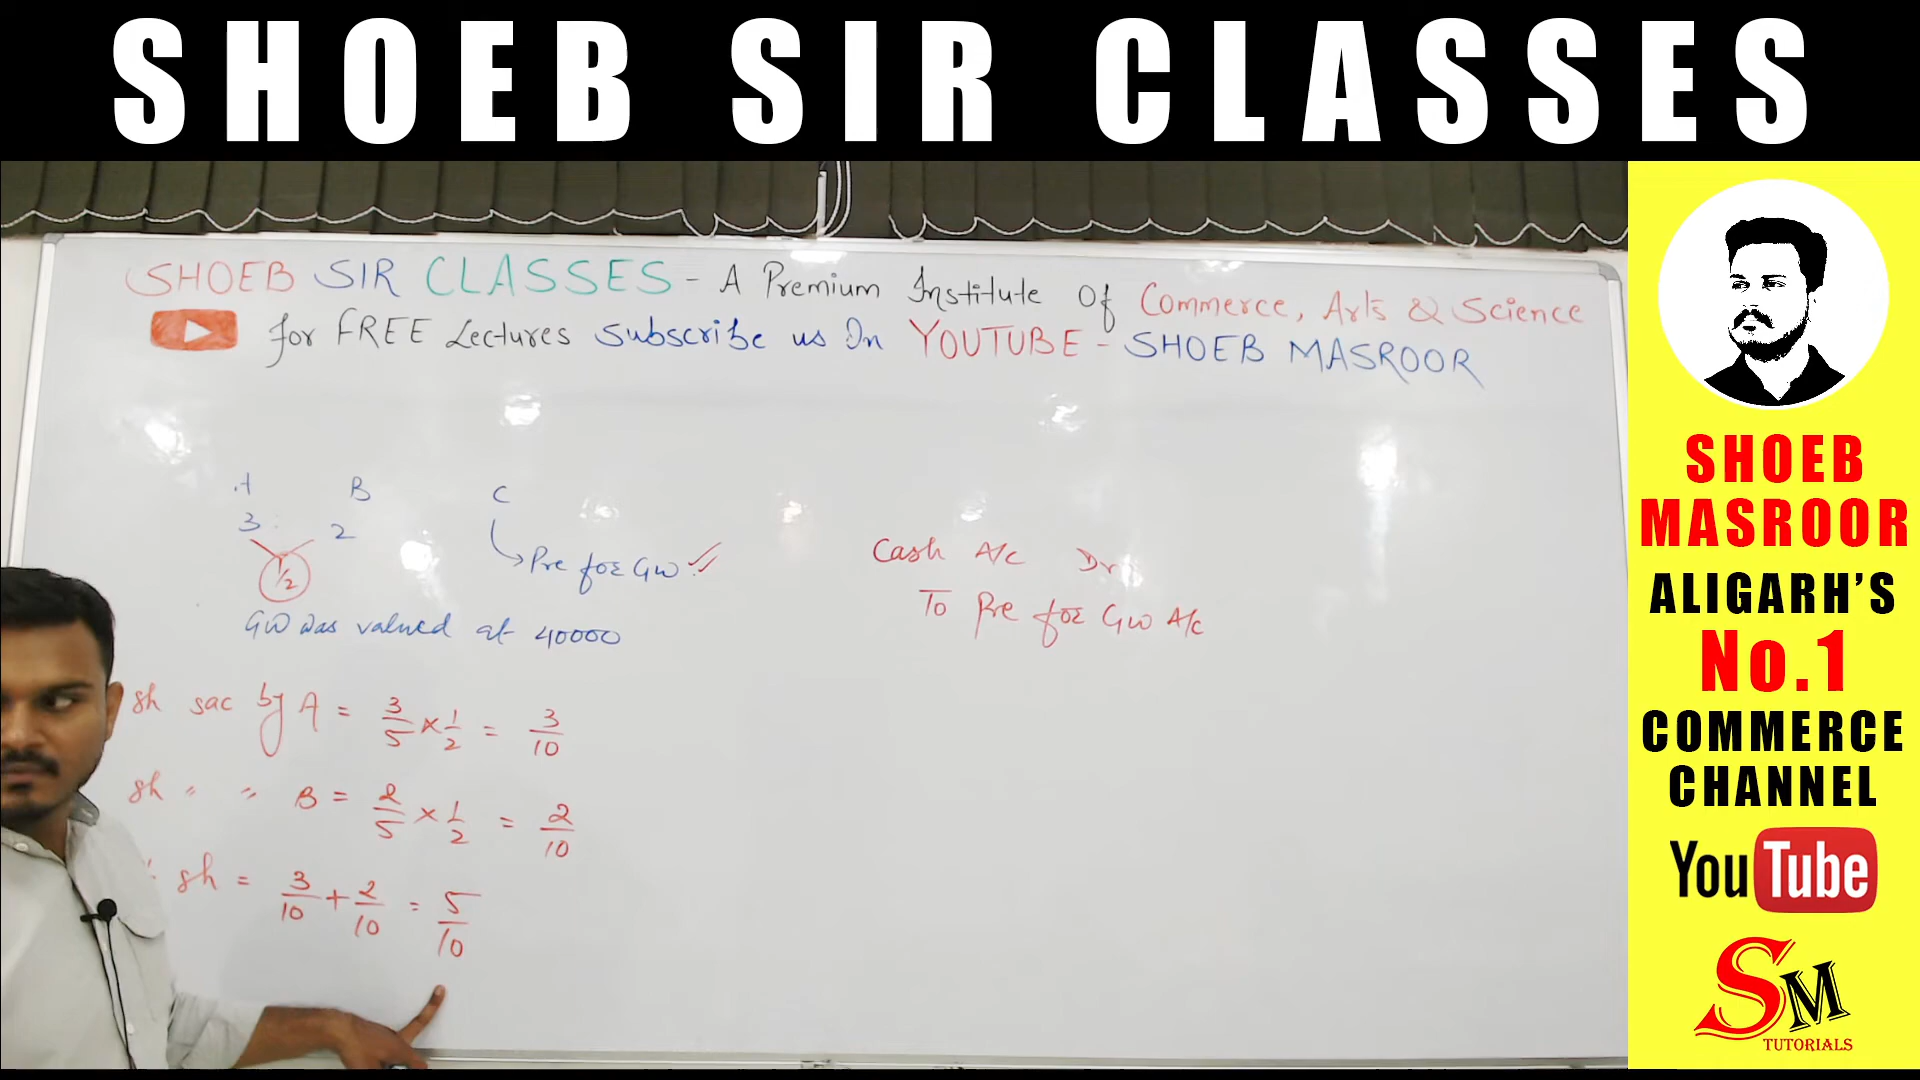 SHOEB SIR CLASSES
SHOEB SIR CLASSES - A Premium Institute Of Commerce, Arts & Science
For FREE Lectures Subscribe us On YOUTUBE - SHOEB MASROOR
A B C
3 : 2
1/2
Pre for GW
GW was valued at 40000
Cash A/c Dr
To Pre for GW A/c
sh sac by A = 3/5 × 1/2 = 3/10
sh " " B = 2/5 × 1/2 = 2/10
sh = 3/10 + 2/10 = 5/10
SHOEB
MASROOR
ALIGARH'S
No.1
COMMERCE
CHANNEL
YouTube
SM
TUTORIALS